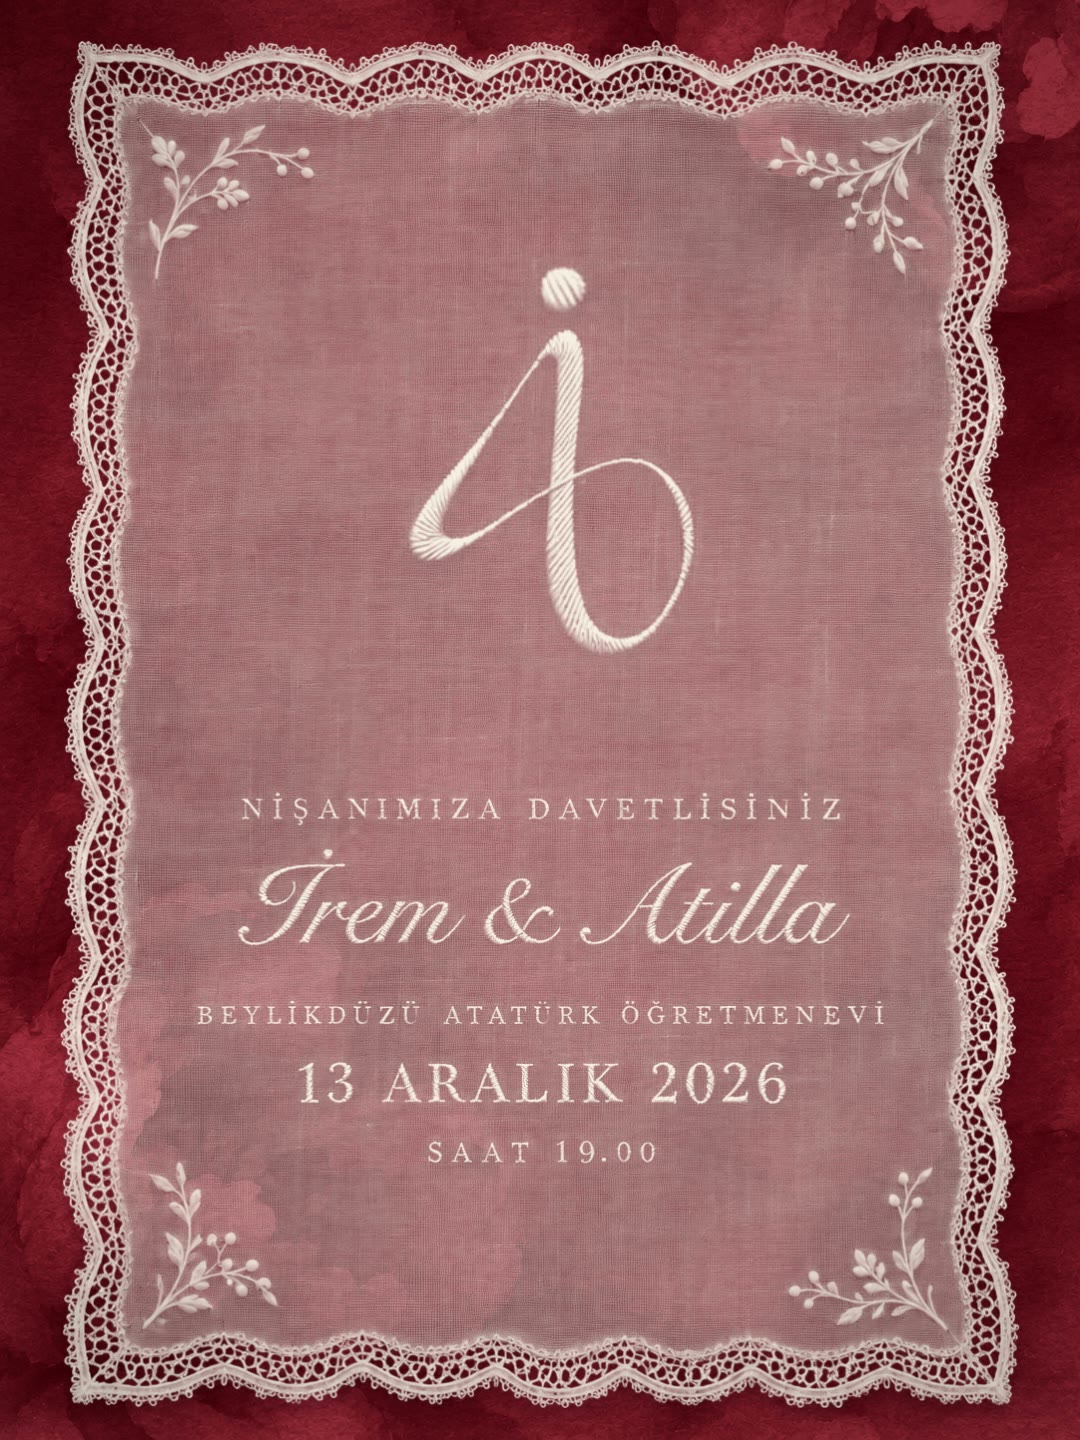 i
NİŞANIMIZA DAVETLİSİNİZ
İrem & Atilla
BEYLİKDÜZÜ ATATÜRK ÖĞRETMENEVİ
13 ARALIK 2026
SAAT 19.00